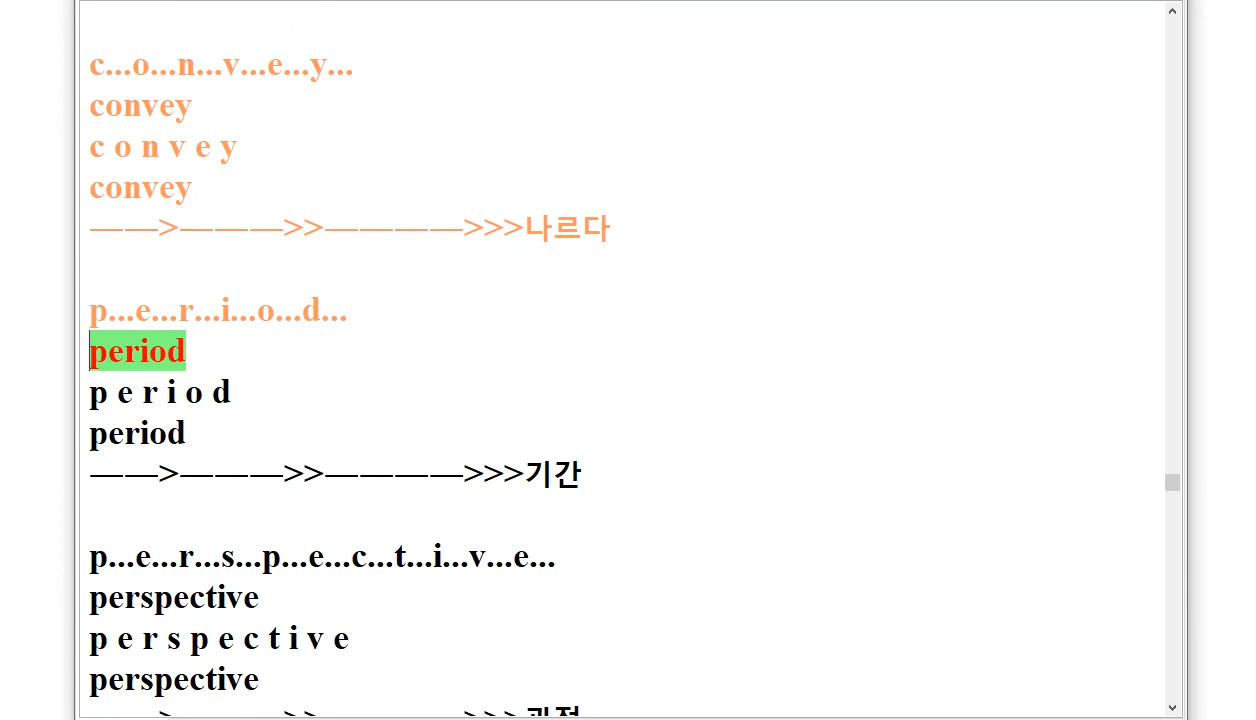 c...o...n...v...e...y...
convey
c o n v e y
convey
——>———>>————>>>나르다
p...e...r...i...o...d...
period
p e r i o d
period
——>———>>————>>>기간
p...e...r...s...p...e...c...t...i...v...e...
perspective
p e r s p e c t i v e
perspective
——>———>>————>>>